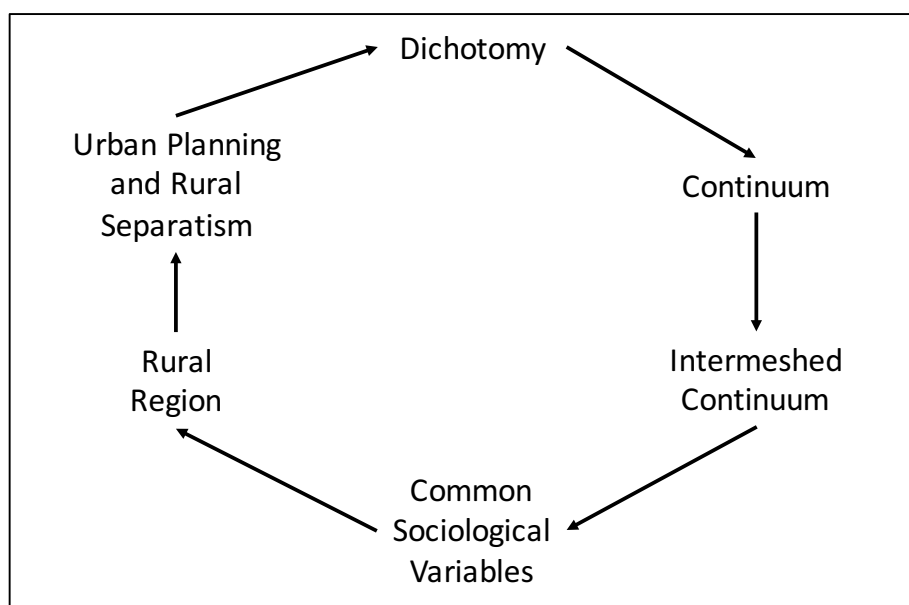 Dichotomy
Continuum
Intermeshed
Continuum
Common
Sociological
Variables
Rural
Region
Urban Planning
and Rural
Separatism